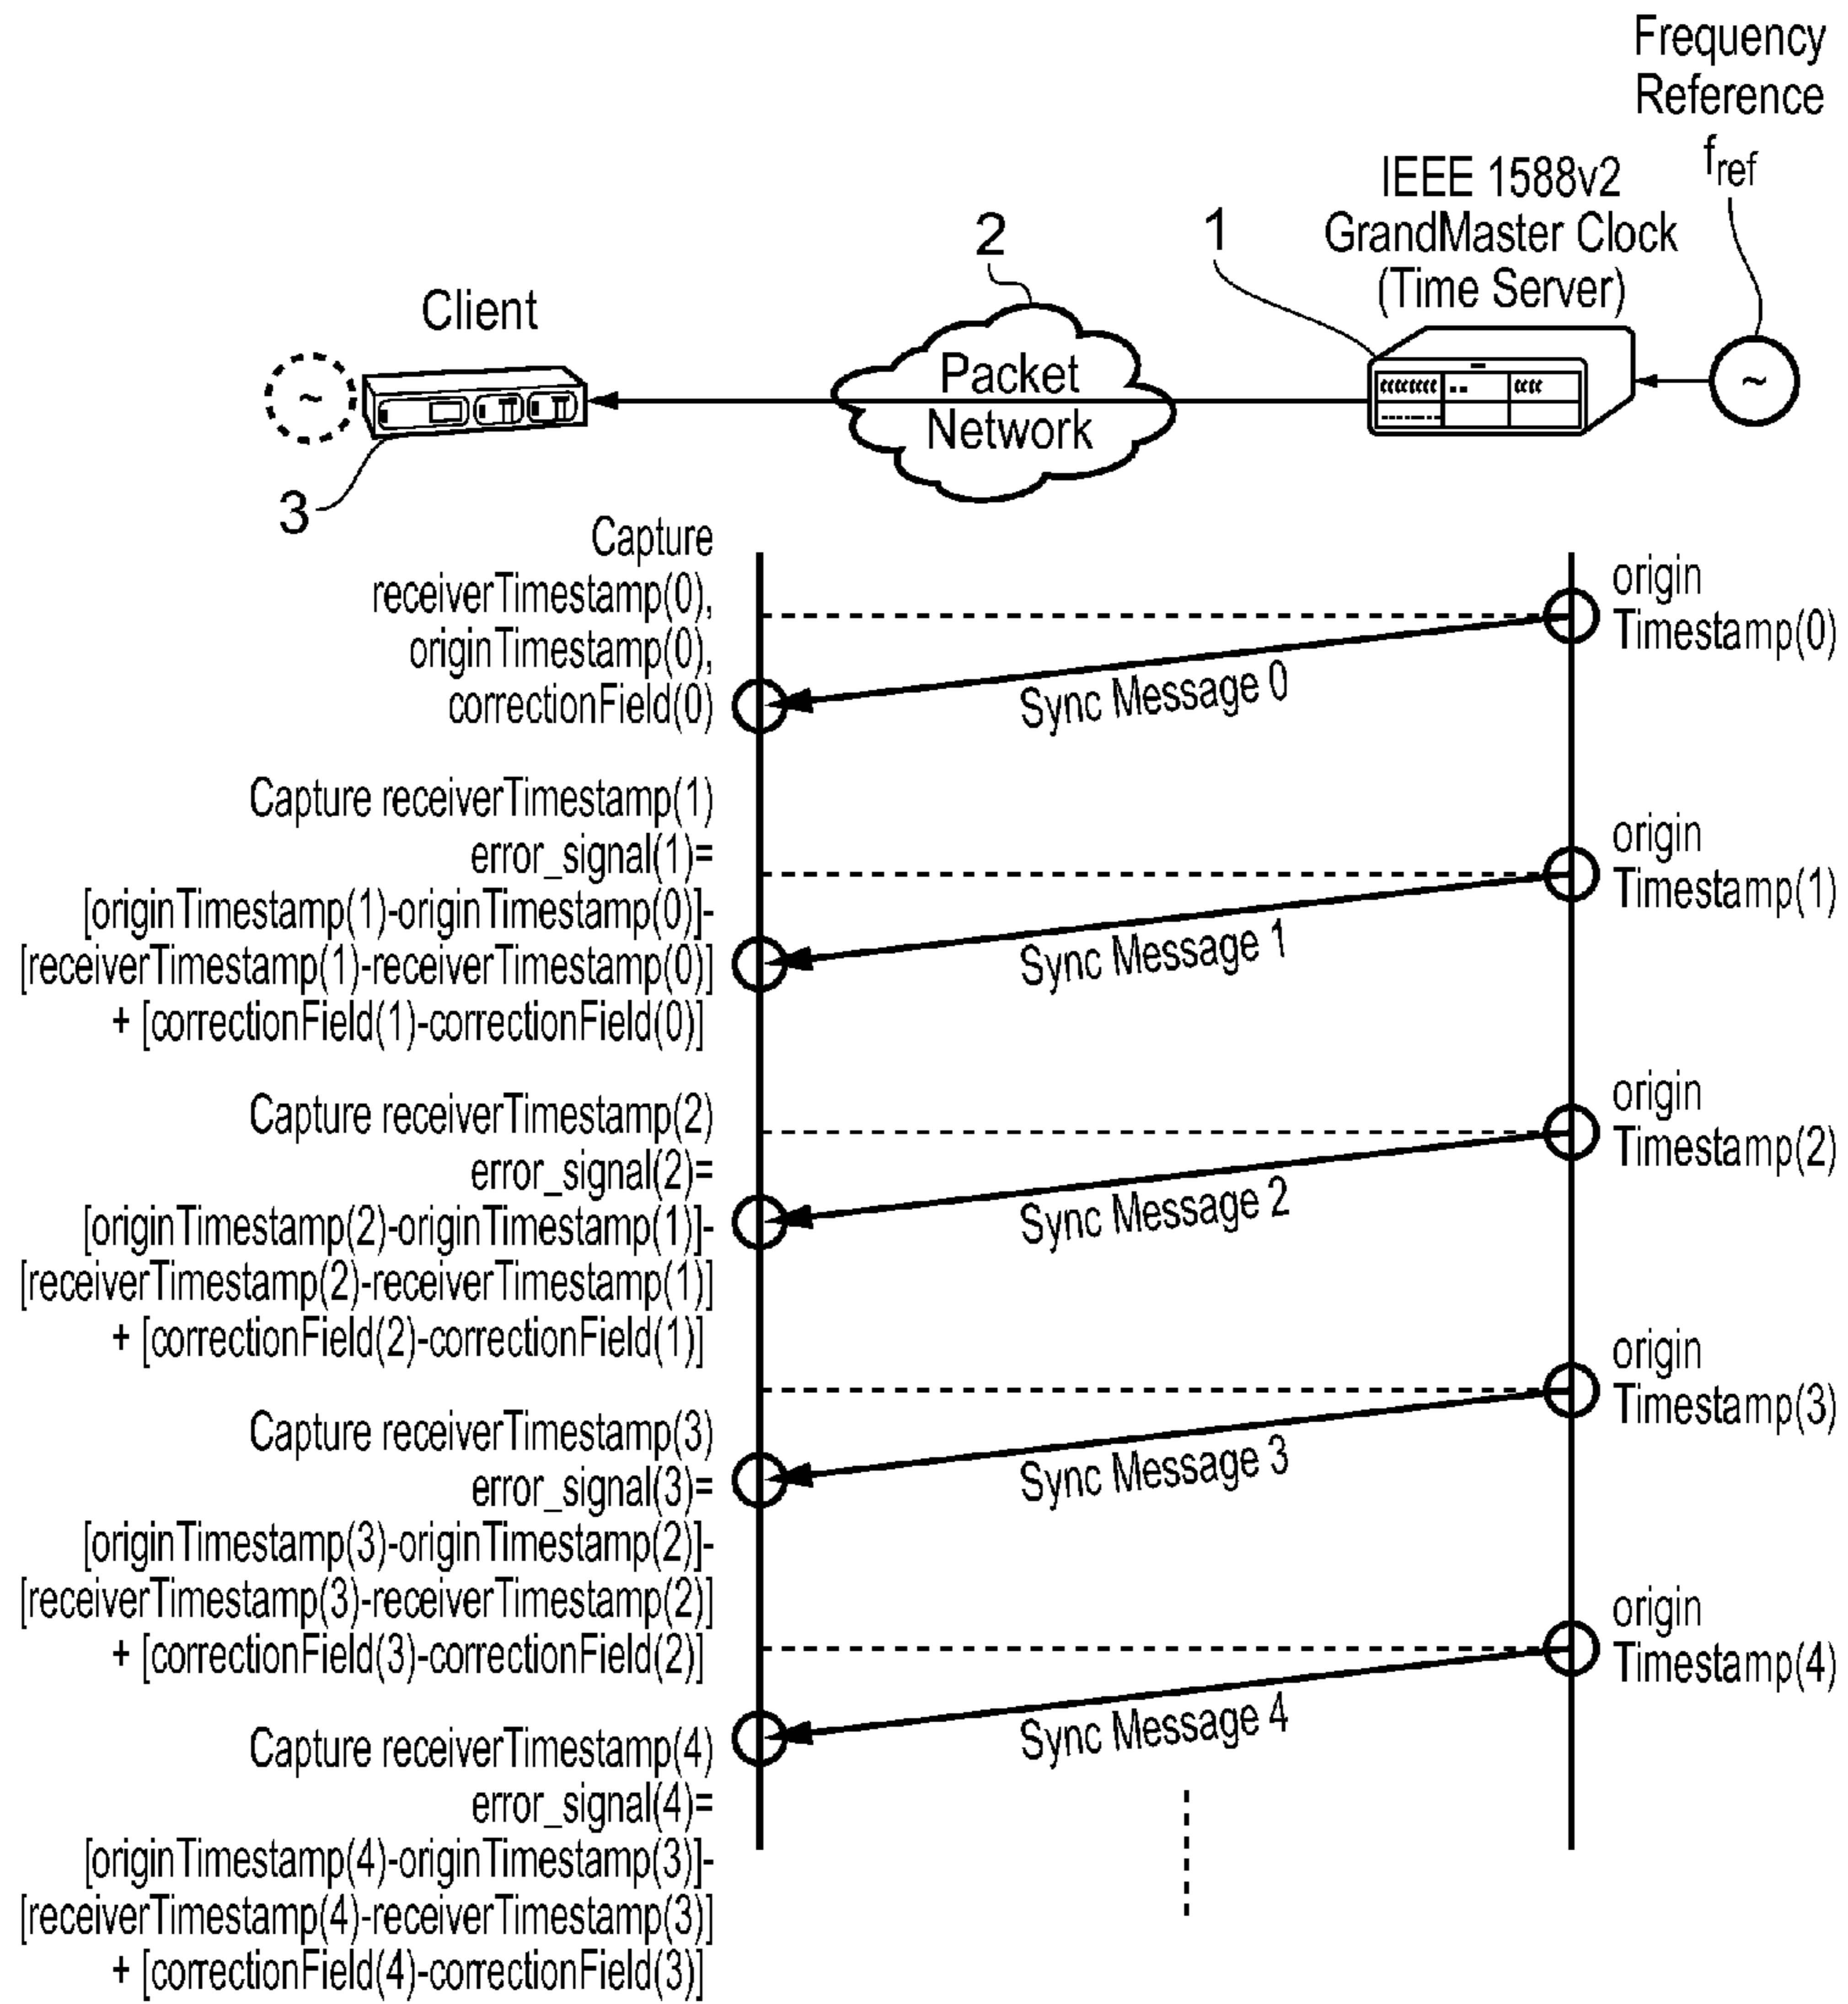 Frequency
Reference
fref
IEEE 1588v2
GrandMaster Clock
(Time Server)
1
2
Client
Packet
Network
3
Capture
receiverTimestamp(0),
originTimestamp(0),
correctionField(0)
origin
Timestamp(0)
Sync Message 0
Capture receiverTimestamp(1)
error_signal(1)=
[originTimestamp(1)-originTimestamp(0)]-
[receiverTimestamp(1)-receiverTimestamp(0)]
+ [correctionField(1)-correctionField(0)]
origin
Timestamp(1)
Sync Message 1
Capture receiverTimestamp(2)
error_signal(2)=
[originTimestamp(2)-originTimestamp(1)]-
[receiverTimestamp(2)-receiverTimestamp(1)]
+ [correctionField(2)-correctionField(1)]
origin
Timestamp(2)
Sync Message 2
Capture receiverTimestamp(3)
error_signal(3)=
[originTimestamp(3)-originTimestamp(2)]-
[receiverTimestamp(3)-receiverTimestamp(2)]
+ [correctionField(3)-correctionField(2)]
origin
Timestamp(3)
Sync Message 3
Capture receiverTimestamp(4)
error_signal(4)=
[originTimestamp(4)-originTimestamp(3)]-
[receiverTimestamp(4)-receiverTimestamp(3)]
+ [correctionField(4)-correctionField(3)]
origin
Timestamp(4)
Sync Message 4